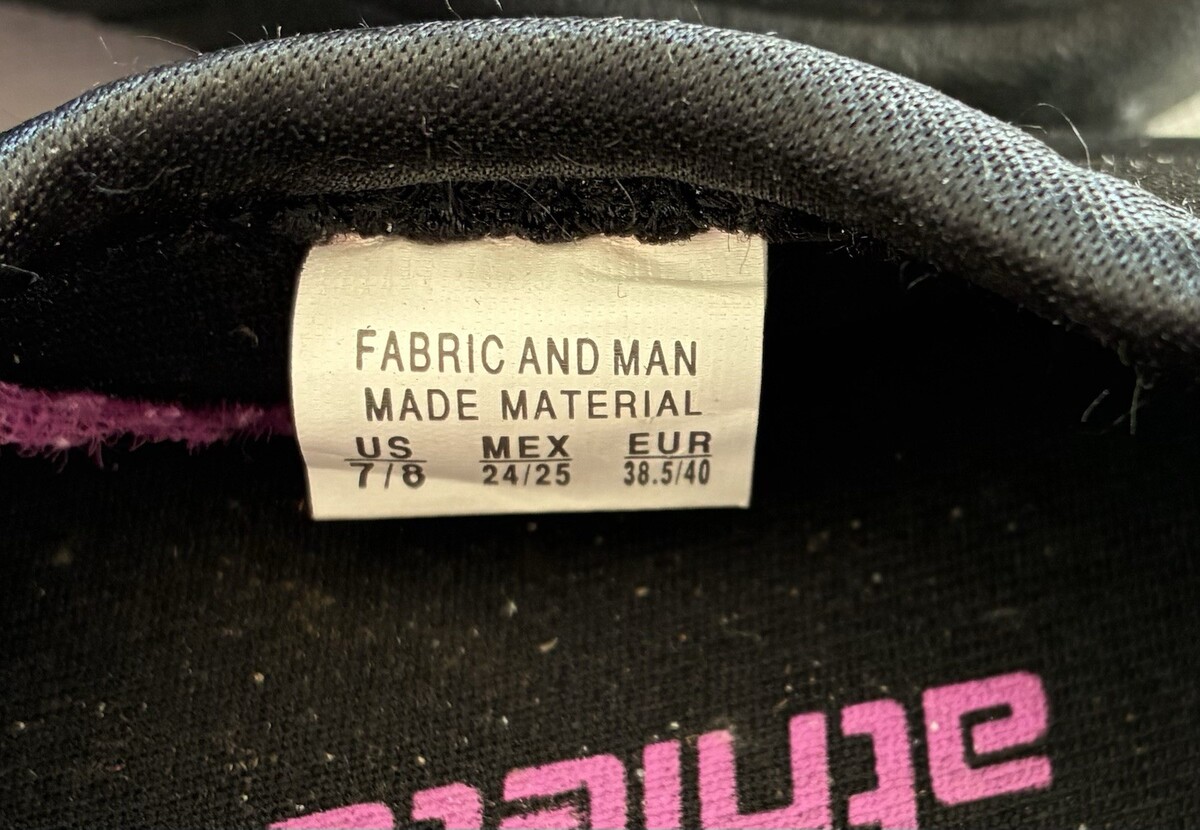 FABRIC AND MAN
MADE MATERIAL
US MEX EUR
7/8 24/25 38.5/40